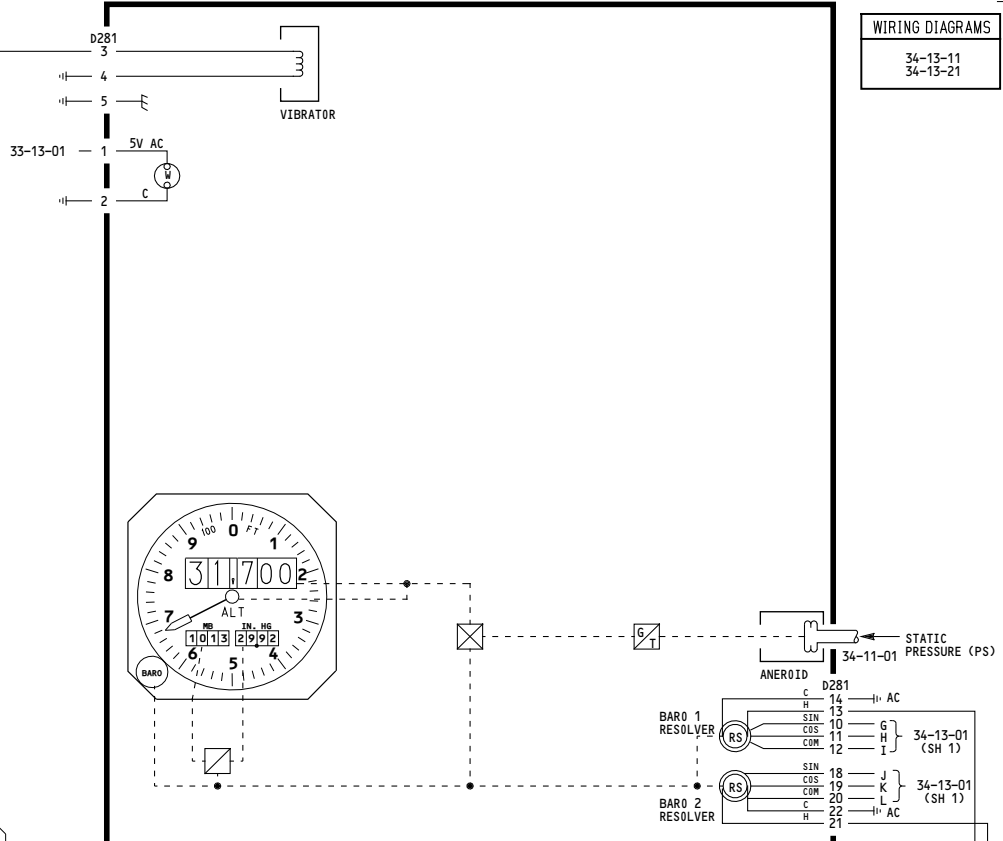 WIRING DIAGRAMS
34-13-11
34-13-21
D281
3
4
5
VIBRATOR
33-13-01
1
5V AC
W
2
C
100
FT
0
1
2
3
4
5
6
7
8
9
31,700
ALT
MB
IN. HG
1013
29.92
BARO
G
T
ANEROID
34-11-01
STATIC
PRESSURE (PS)
D281
C
14
AC
H
13
BARO 1
RESOLVER
RS
SIN
10
G
COS
11
H
COM
12
I
34-13-01
(SH 1)
BARO 2
RESOLVER
RS
SIN
18
J
COS
19
K
COM
20
L
34-13-01
(SH 1)
C
22
AC
H
21